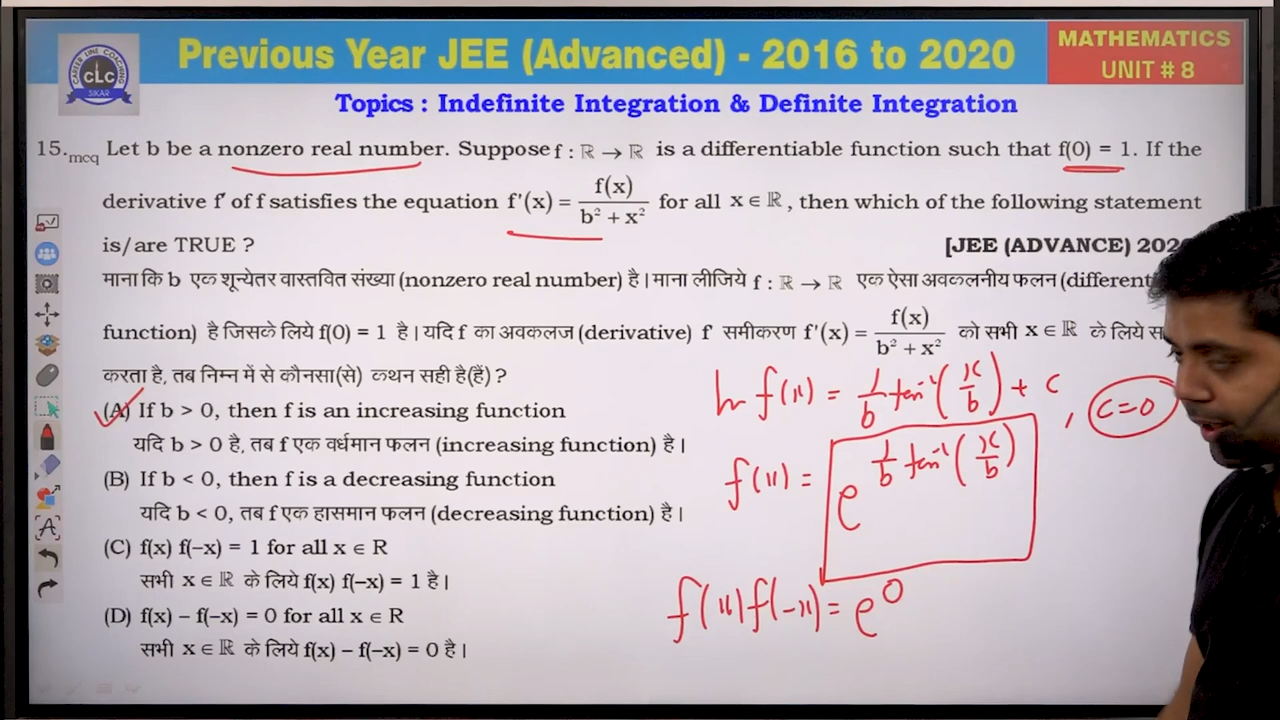 CAREER LINE COACHING
CLC
SIKAR
Previous Year JEE (Advanced) - 2016 to 2020
MATHEMATICS
UNIT # 8
Topics : Indefinite Integration & Definite Integration
15.mcq Let b be a nonzero real number. Suppose f : ℝ → ℝ is a differentiable function such that f(0) = 1. If the
derivative f' of f satisfies the equation f'(x) = f(x)/(b² + x²) for all x ∈ ℝ, then which of the following statement
is/are TRUE ?
[JEE (ADVANCE) 202
माना कि b एक शून्येतर वास्तविक संख्या (nonzero real number) है। माना लीजिये f : ℝ → ℝ एक ऐसा अवकलनीय फलन (different
function) है जिसके लिये f(0) = 1 है। यदि f का अवकलज (derivative) f' समीकरण f'(x) = f(x)/(b² + x²) को सभी x ∈ ℝ के लिये स
करता है, तब निम्न में से कौनसा(से) कथन सही है(हैं) ?
(A) If b > 0, then f is an increasing function
यदि b > 0 है, तब f एक वर्धमान फलन (increasing function) है।
(B) If b < 0, then f is a decreasing function
यदि b < 0, तब f एक हासमान फलन (decreasing function) है।
(C) f(x) f(−x) = 1 for all x ∈ R
सभी x ∈ ℝ के लिये f(x) f(−x) = 1 है।
(D) f(x) − f(−x) = 0 for all x ∈ R
सभी x ∈ ℝ के लिये f(x) − f(−x) = 0 है।
ln f(x) = 1/b tan⁻¹(x/b) + c
, c=0
f(x) = e^(1/b tan⁻¹(x/b))
f(x)f(-x) = e^0